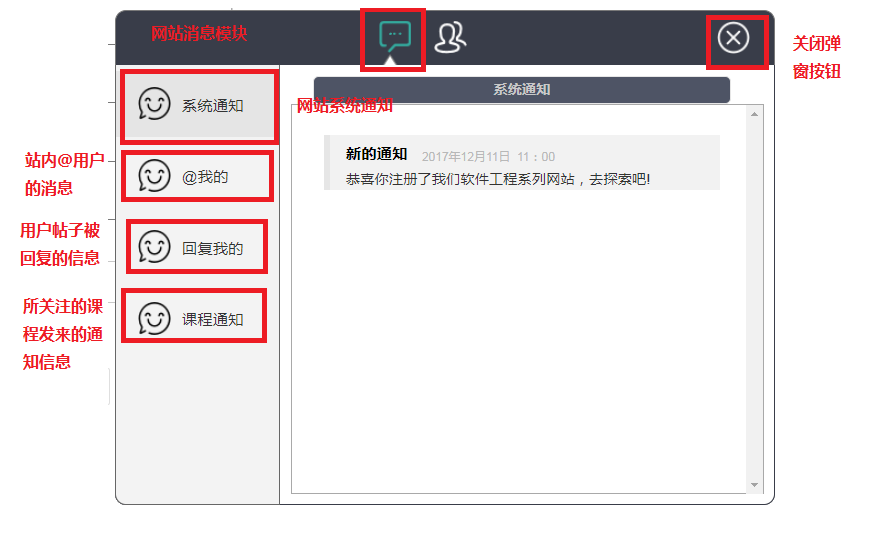 网站消息模块
关闭弹
窗按钮
系统通知
网站系统通知
系统通知
新的通知 2017年12月11日 11：00
恭喜你注册了我们软件工程系列网站，去探索吧!
站内@用户
的消息
@我的
用户帖子被
回复的信息
回复我的
所关注的课
程发来的通
知信息
课程通知